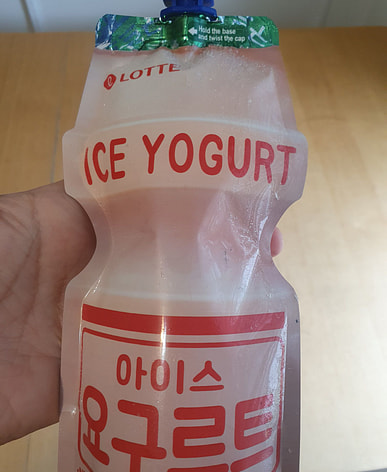 Hold the base
and twist the cap
LOTTE
ICE YOGURT
아이스
요구르트